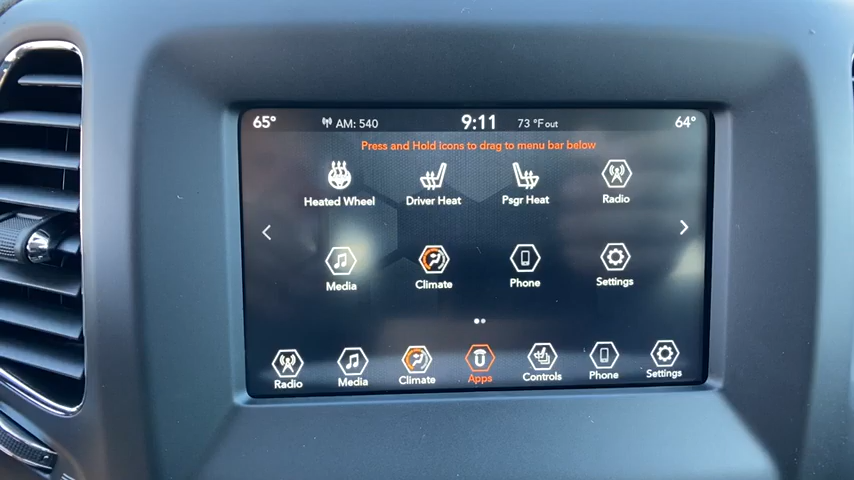 65° AM: 540 9:11 73 °Fout 64°
Press and Hold icons to drag to menu bar below
Heated Wheel Driver Heat Psgr Heat Radio
Media Climate Phone Settings
Radio Media Climate Apps Controls Phone Settings